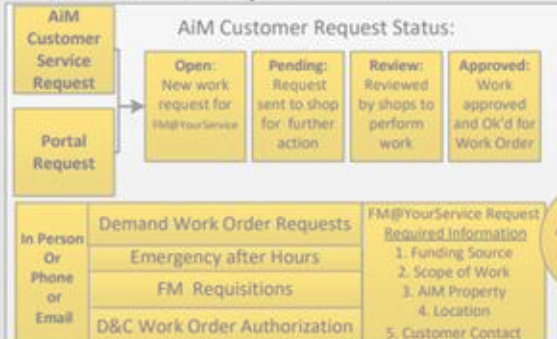 AiM
Customer
Service
Request
Portal
Request
AiM Customer Request Status:
Open:
New work
request for
FM@YourService
Pending:
Request
sent to shop
for further
action
Review:
Reviewed
by shops to
perform
work
Approved:
Work
approved
and Ok'd for
Work Order
In Person
Or
Phone
or
Email
Demand Work Order Requests
Emergency after Hours
FM Requisitions
D&C Work Order Authorization
FM@YourService Request
Required Information
1. Funding Source
2. Scope of Work
3. AiM Property
4. Location
5. Customer Contact